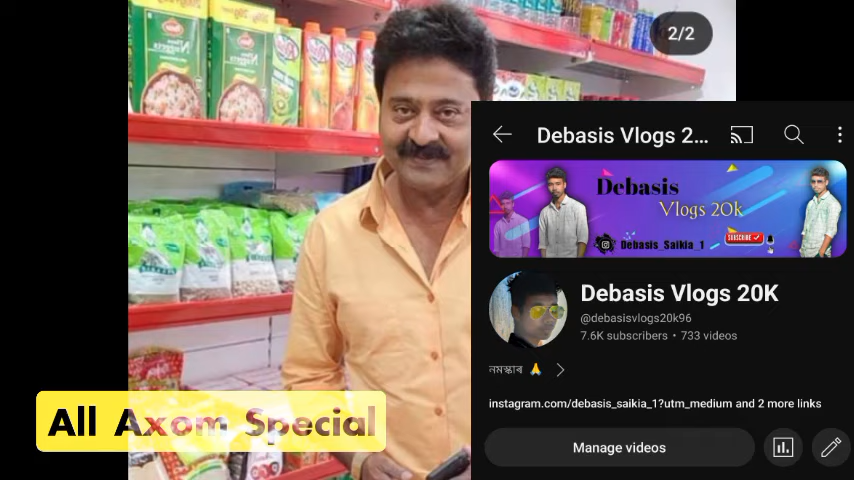 2/2
Debasis Vlogs 2...
Debasis
Vlogs 20k
SUBSCRIBE
Debasis_Saikia_1
Debasis Vlogs 20K
@debasisvlogs20k96
7.6K subscribers • 733 videos
নমস্কাৰ 🙏
instagram.com/debasis_saikia_1?utm_medium and 2 more links
Manage videos
All Axom Special